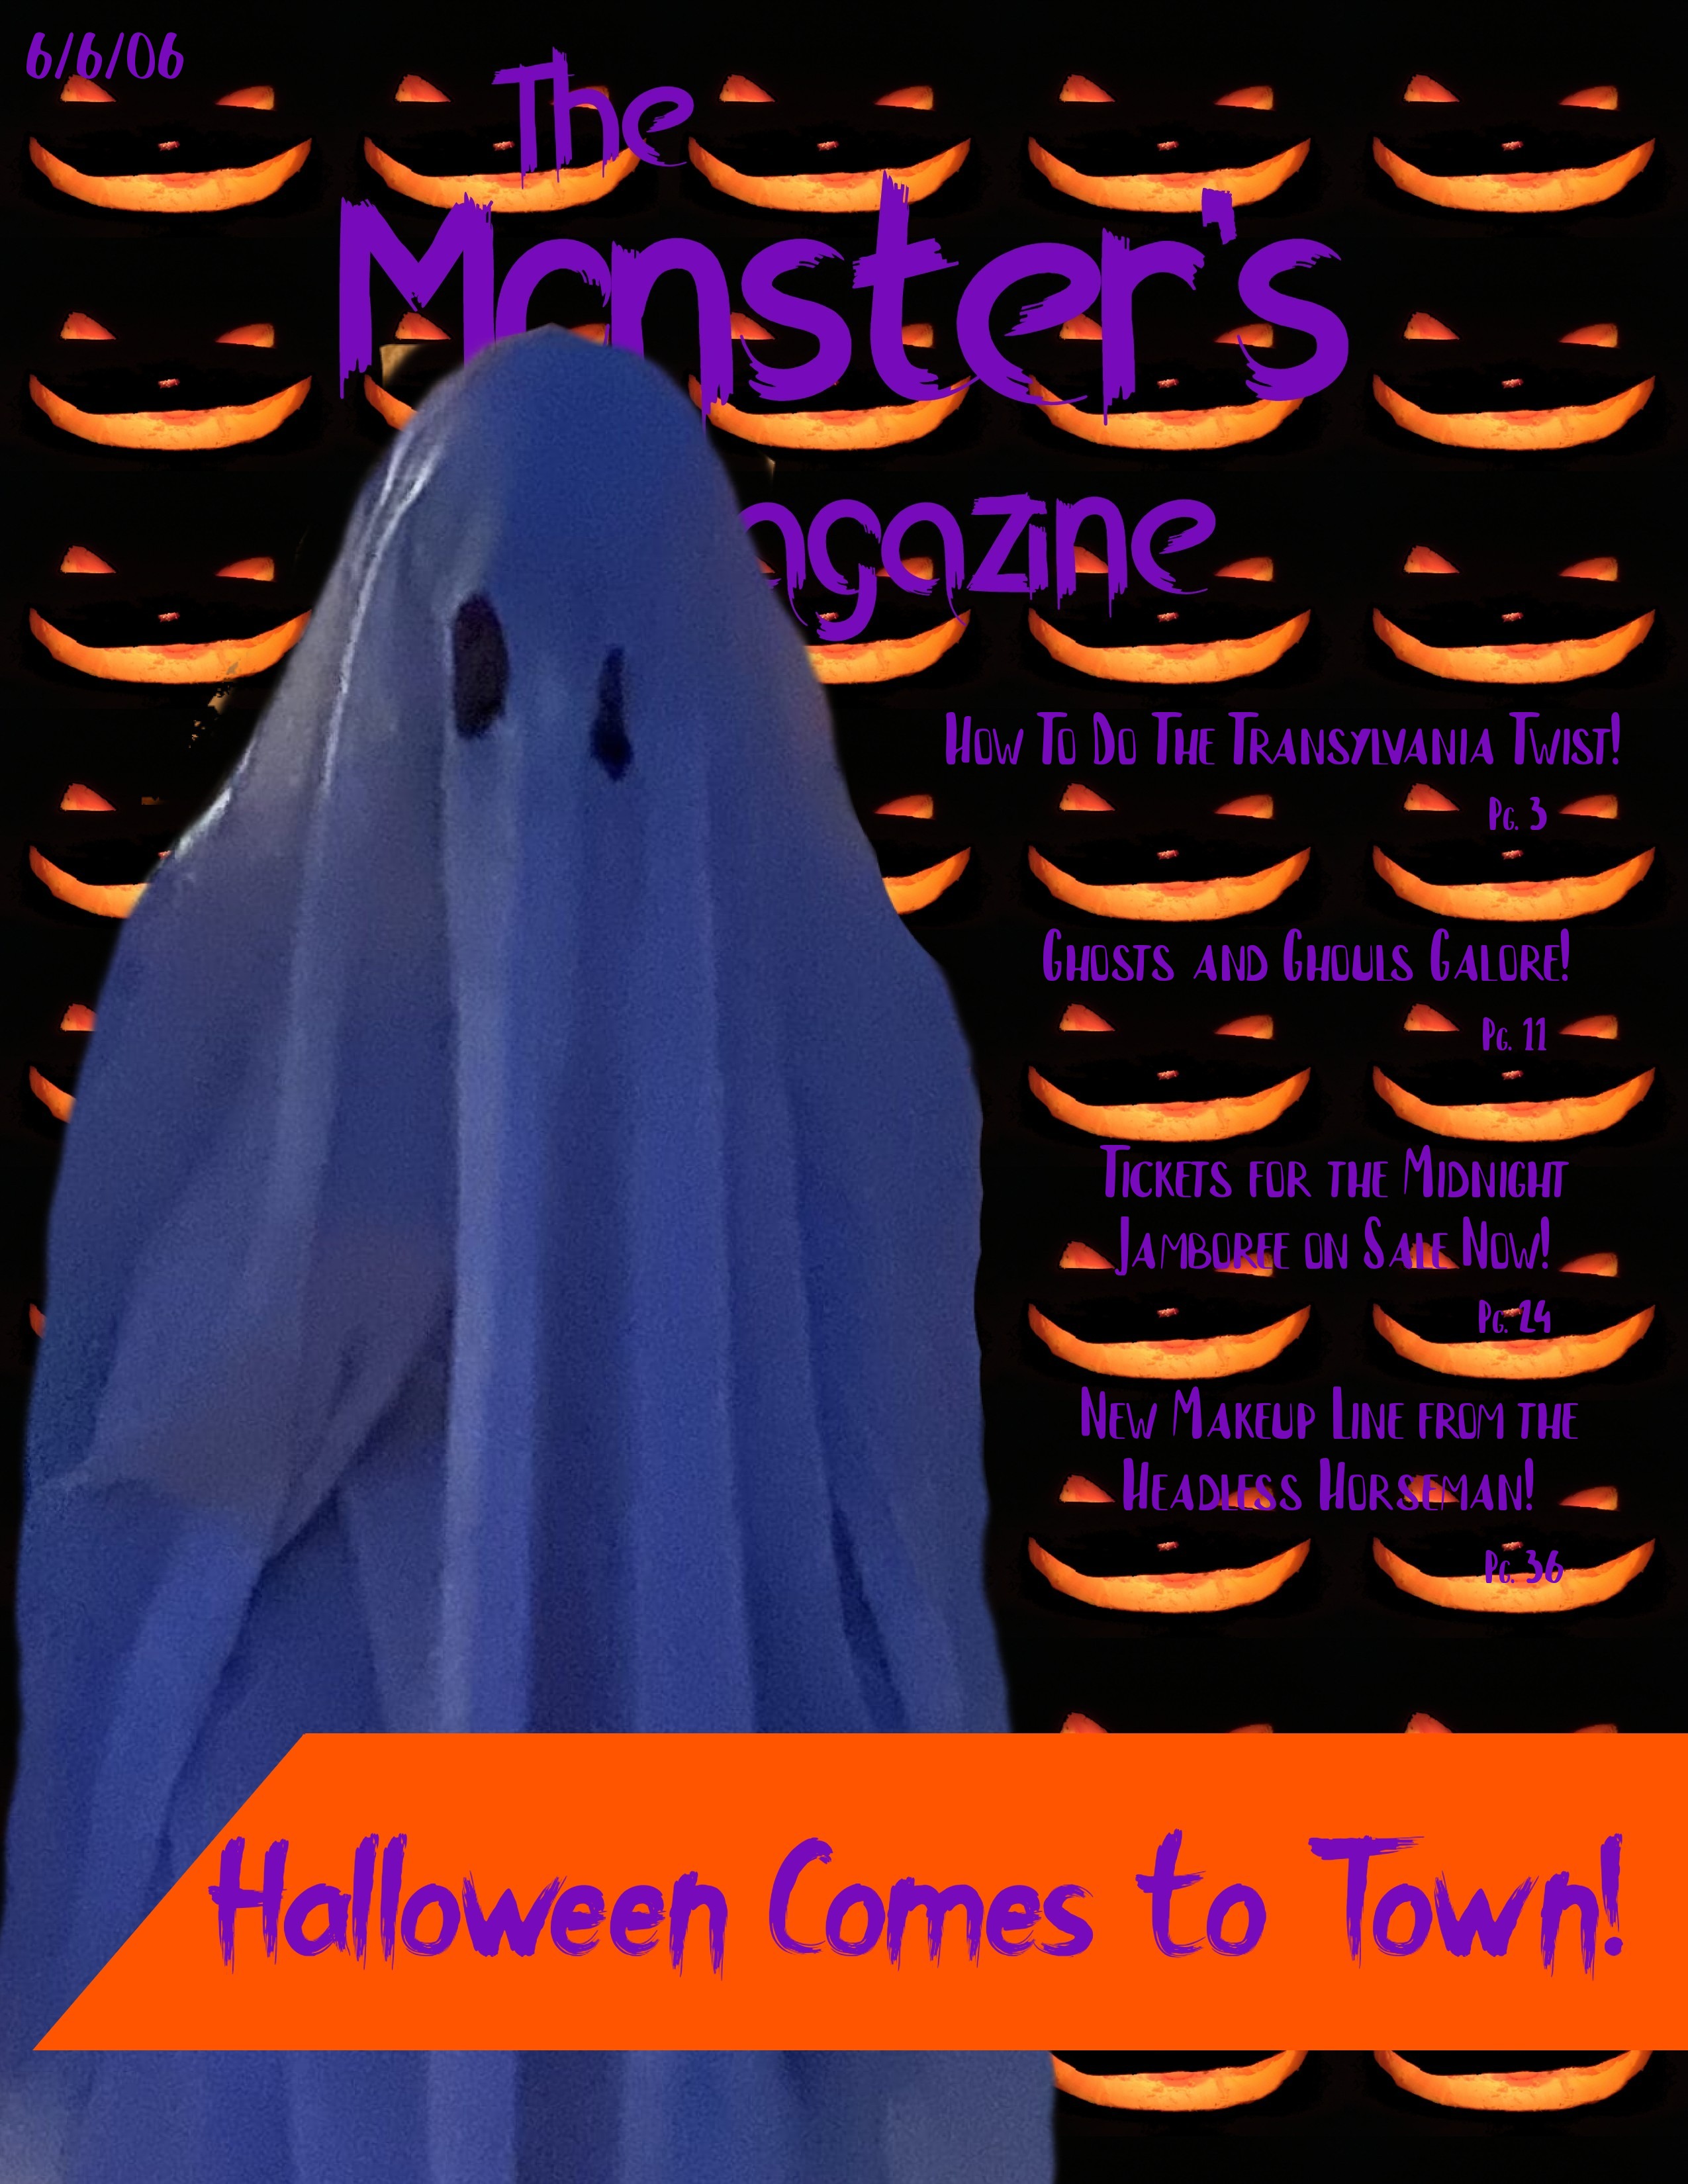 6/6/06
The
Monster's
agazine
How To Do The Transylvania Twist!
Pg. 3
Ghosts and Ghouls Galore!
Pg. 11
Tickets for the Midnight
Jamboree on Sale Now!
Pg. 24
New Makeup Line from the
Headless Horseman!
Pg. 36
Halloween Comes to Town!